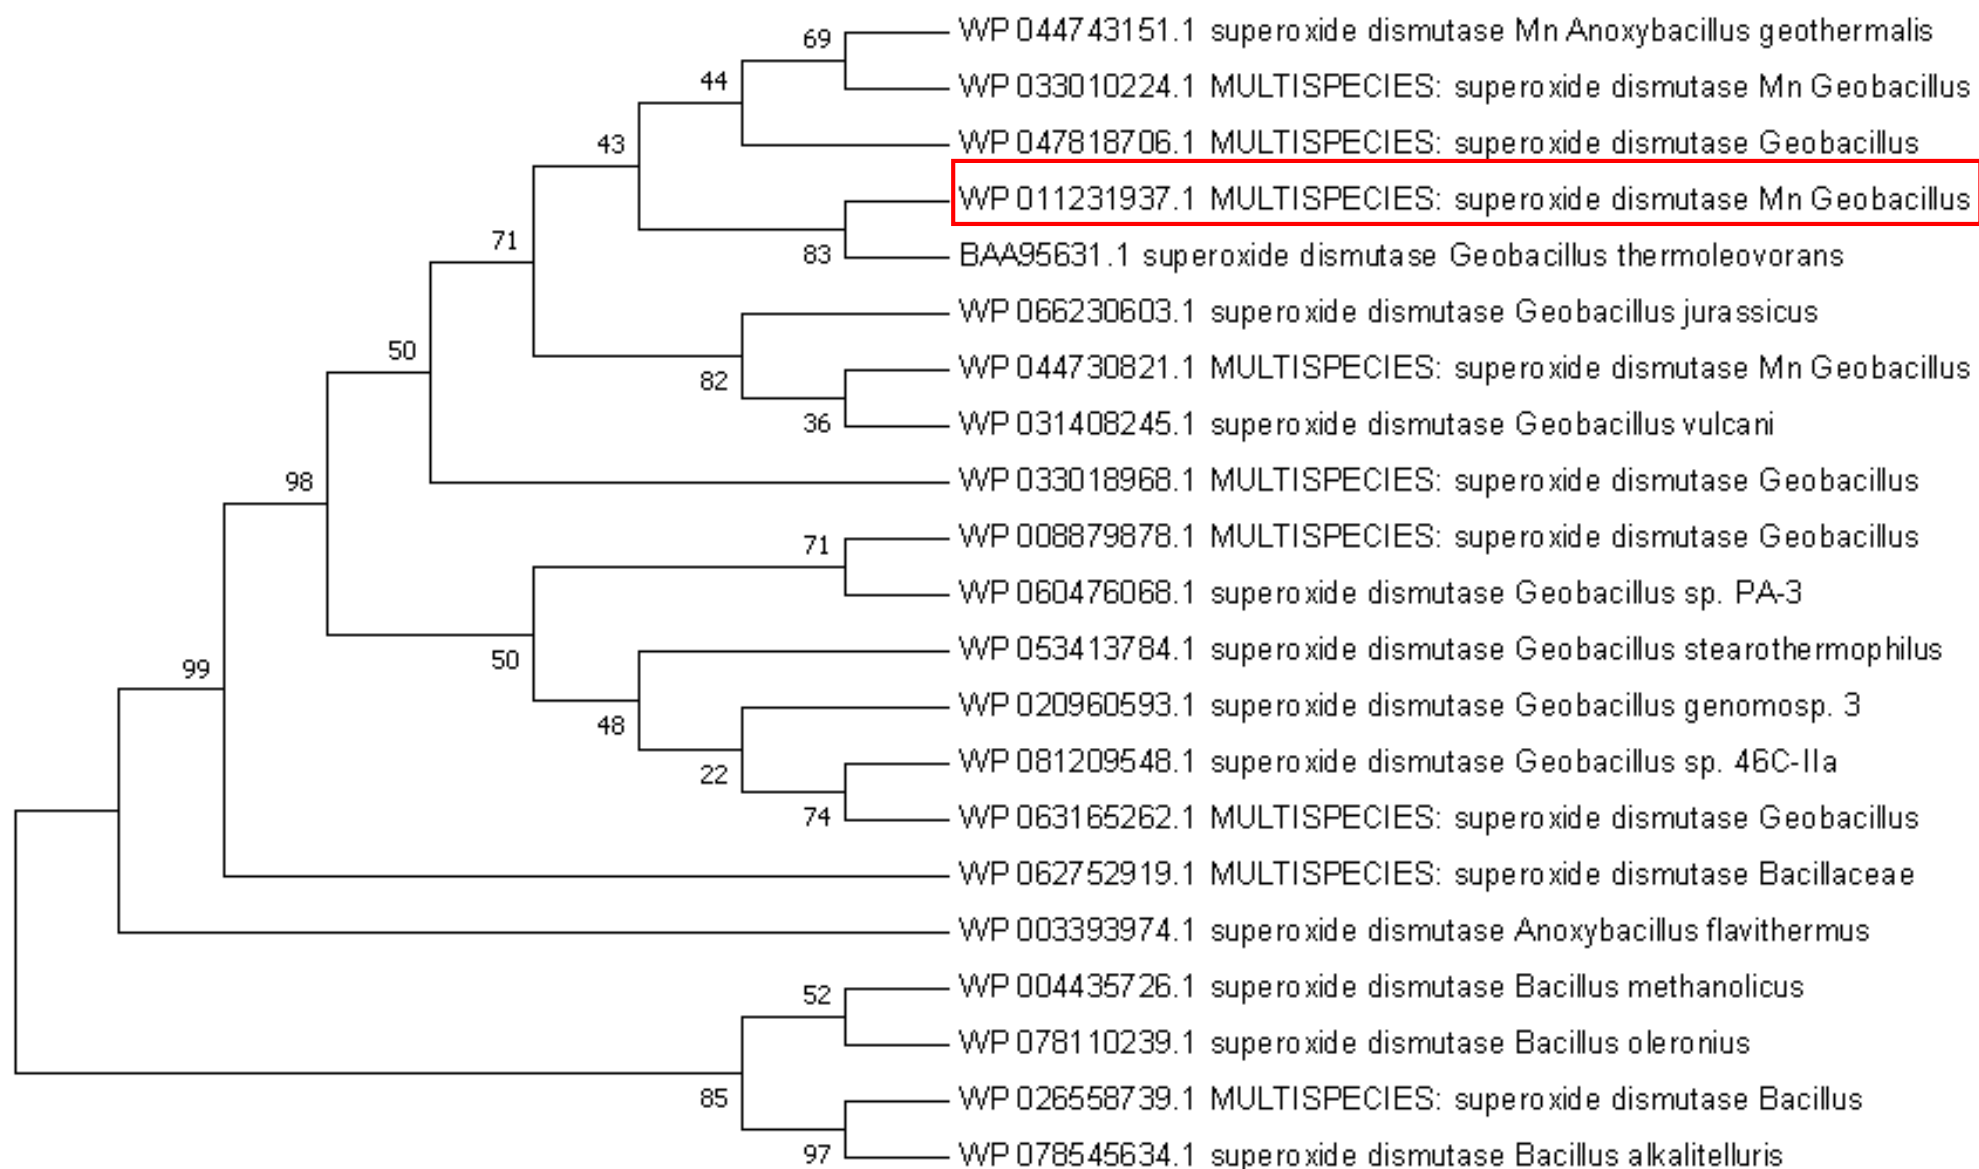 69
WP 044743151.1 superoxide dismutase Mn Anoxybacillus geothermalis
44
WP 033010224.1 MULTISPECIES: superoxide dismutase Mn Geobacillus
43
WP 047818706.1 MULTISPECIES: superoxide dismutase Geobacillus
WP 011231937.1 MULTISPECIES: superoxide dismutase Mn Geobacillus
71
83
BAA95631.1 superoxide dismutase Geobacillus thermoleovorans
WP 066230603.1 superoxide dismutase Geobacillus jurassicus
50
WP 044730821.1 MULTISPECIES: superoxide dismutase Mn Geobacillus
82
36
WP 031408245.1 superoxide dismutase Geobacillus vulcani
98
WP 033018968.1 MULTISPECIES: superoxide dismutase Geobacillus
71
WP 008879878.1 MULTISPECIES: superoxide dismutase Geobacillus
WP 060476068.1 superoxide dismutase Geobacillus sp. PA-3
99
50
WP 053413784.1 superoxide dismutase Geobacillus stearothermophilus
48
WP 020960593.1 superoxide dismutase Geobacillus genomosp. 3
22
WP 081209548.1 superoxide dismutase Geobacillus sp. 46C-IIa
74
WP 063165262.1 MULTISPECIES: superoxide dismutase Geobacillus
WP 062752919.1 MULTISPECIES: superoxide dismutase Bacillaceae
WP 003393974.1 superoxide dismutase Anoxybacillus flavithermus
52
WP 004435726.1 superoxide dismutase Bacillus methanolicus
WP 078110239.1 superoxide dismutase Bacillus oleronius
85
WP 026558739.1 MULTISPECIES: superoxide dismutase Bacillus
97
WP 078545634.1 superoxide dismutase Bacillus alkalitelluris